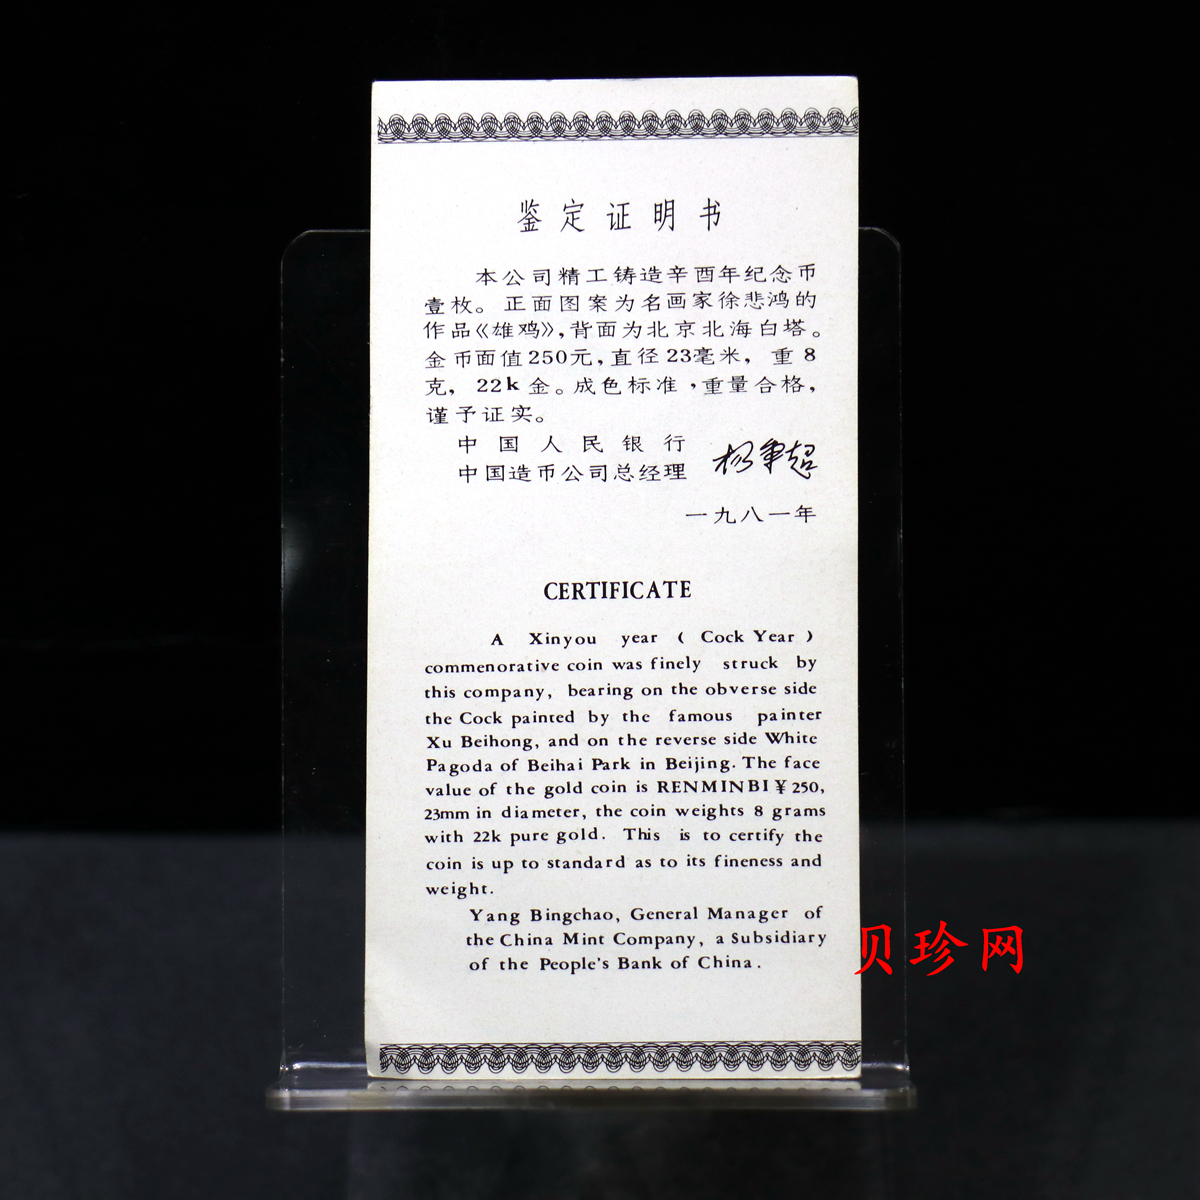 鉴定证明书
本公司精工铸造辛酉年纪念币
壹枚。正面图案为名画家徐悲鸿的
作品《雄鸡》,背面为北京北海白塔。
金币面值250元,直径23毫米,重8
克,22k金。成色标准,重量合格,
谨予证实。
中国人民银行
中国造币公司总经理 杨秉超
一九八一年
CERTIFICATE
A Xinyou year ( Cock Year )
commenorative coin was finely struck by
this company, bearing on the obverse side
the Cock painted by the famous painter
Xu Beihong, and on the reverse side White
Pagoda of Beihai Park in Beijing. The face
value of the gold coin is RENMINBI ¥ 250,
23mm in diameter, the coin weights 8 grams
with 22k pure gold. This is to certify the
coin is up to standard as to its fineness and
weight.
Yang Bingchao, General Manager of
the China Mint Company, a Subsidiary
of the People's Bank of China.
贝珍网